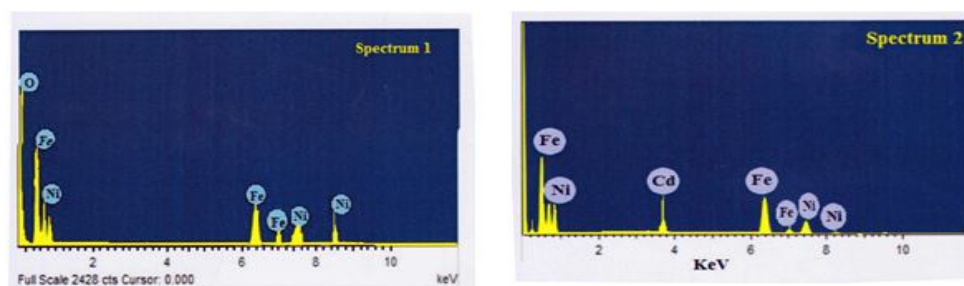 Spectrum 1
O
Fe
Ni
Fe
Fe
Ni
Ni
2 4 6 8 10
Full Scale 2428 cts Cursor: 0.000 keV
Spectrum 2
Fe
Ni
Cd
Fe
Fe
Ni
Ni
2 4 6 8 10
KeV